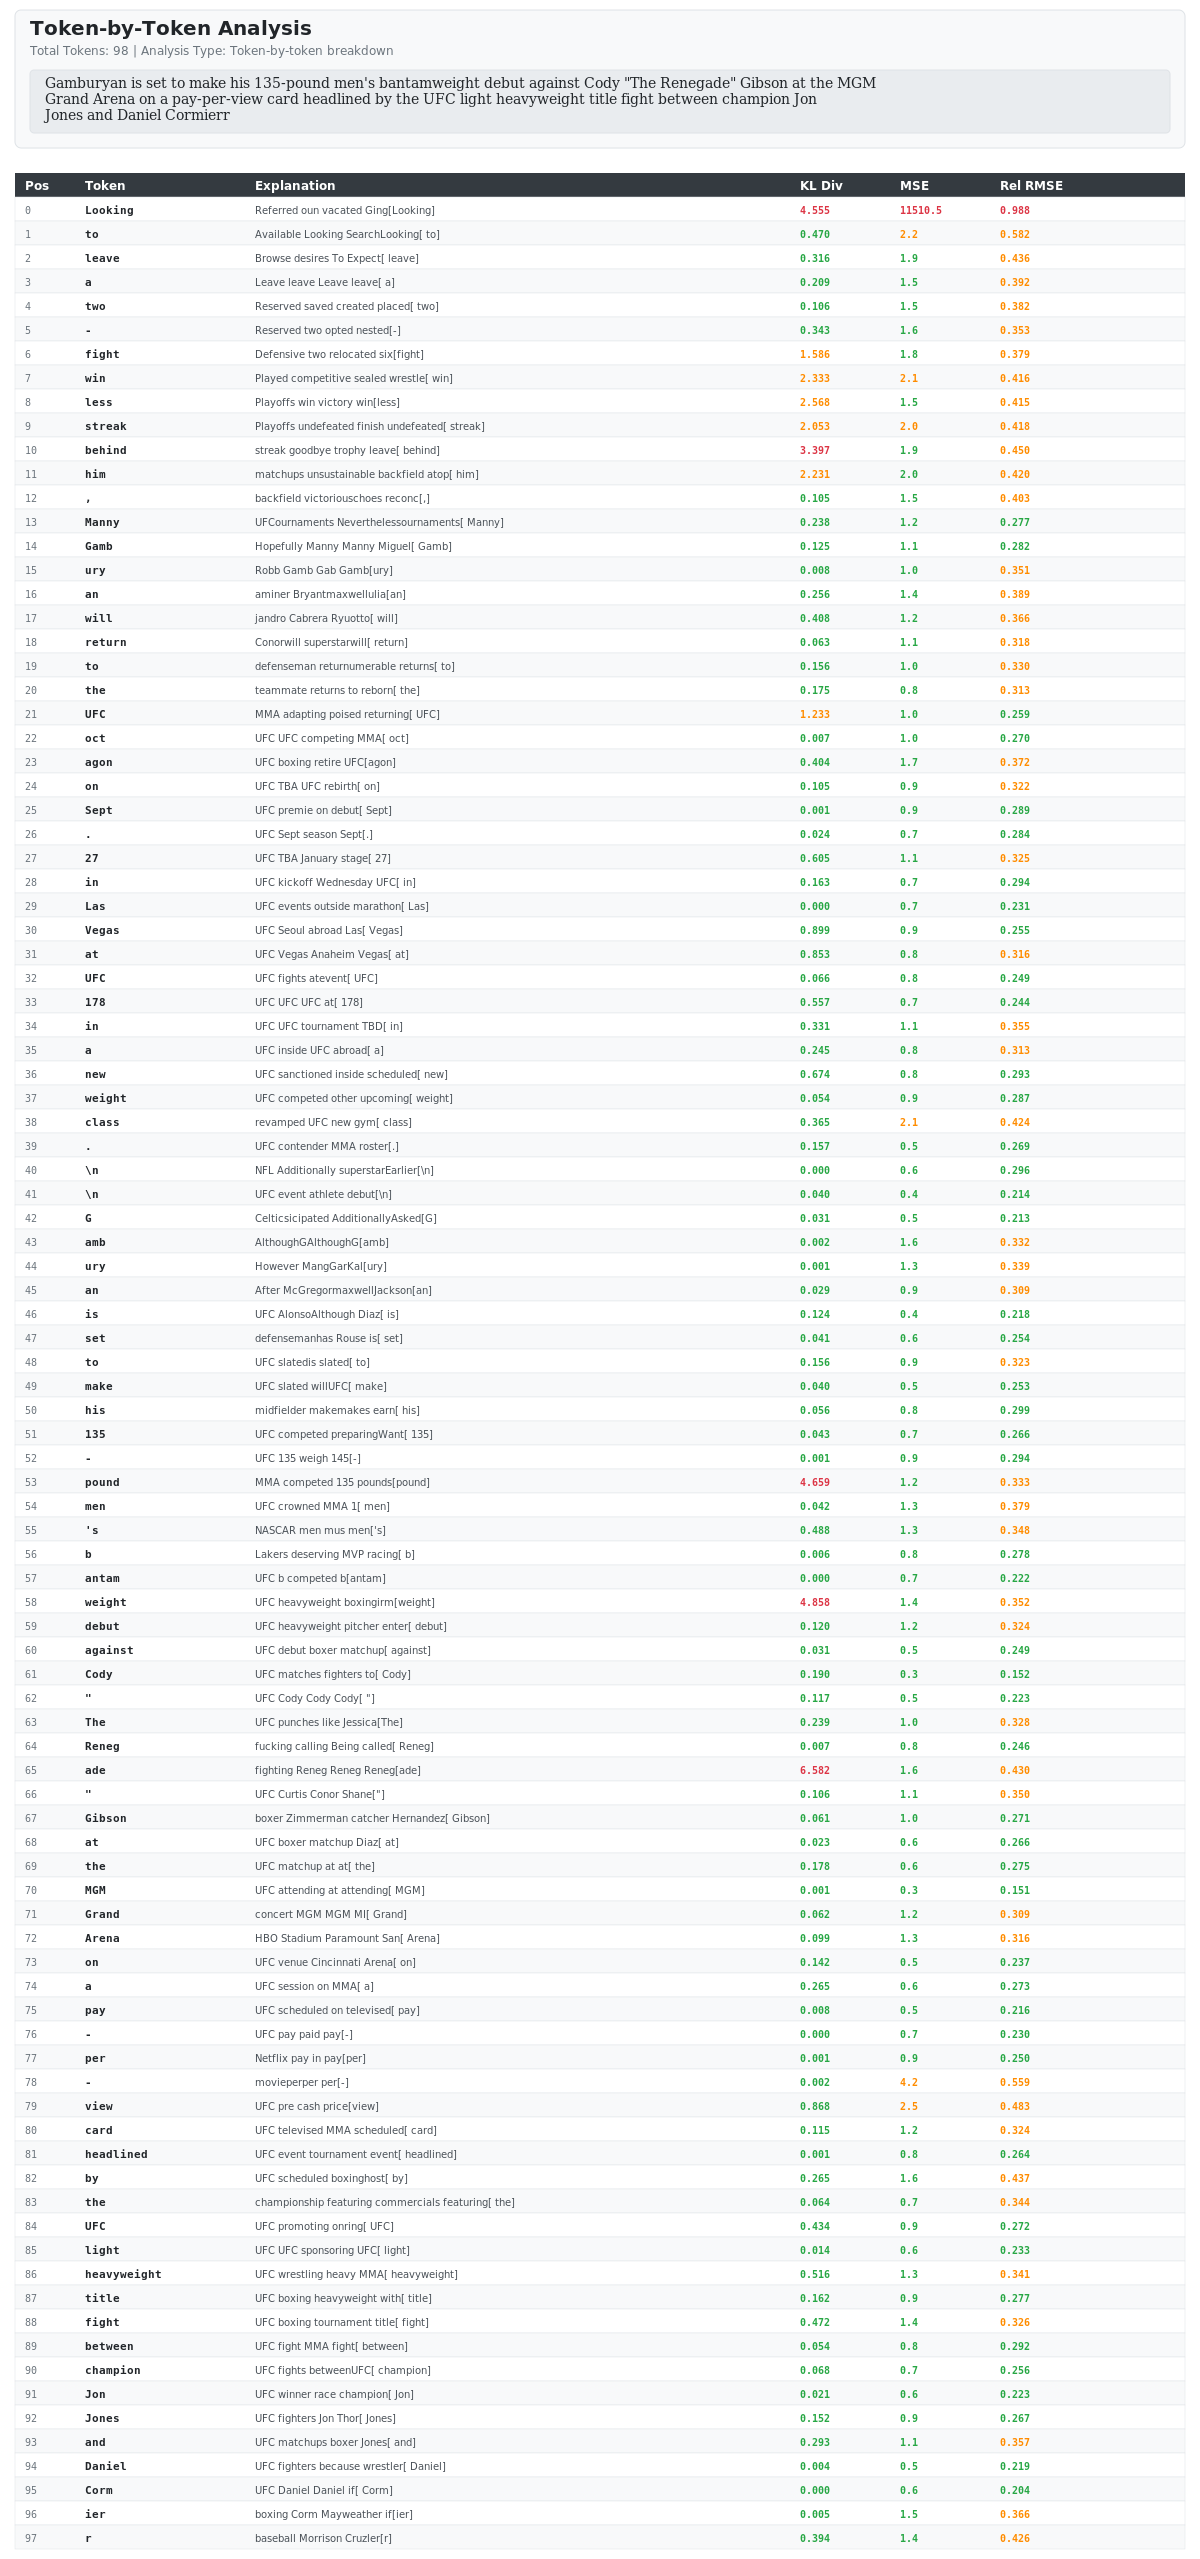 Token-by-Token Analysis
Total Tokens: 98 | Analysis Type: Token-by-token breakdown
Gamburyan is set to make his 135-pound men's bantamweight debut against Cody "The Renegade" Gibson at the MGM
Grand Arena on a pay-per-view card headlined by the UFC light heavyweight title fight between champion Jon
Jones and Daniel Cormierr
Pos Token Explanation KL Div MSE Rel RMSE
0 Looking Referred oun vacated Ging[Looking] 4.555 11510.5 0.988
1 to Available Looking SearchLooking[ to] 0.470 2.2 0.582
2 leave Browse desires To Expect[ leave] 0.316 1.9 0.436
3 a Leave leave Leave leave[ a] 0.209 1.5 0.392
4 two Reserved saved created placed[ two] 0.106 1.5 0.382
5 - Reserved two opted nested[-] 0.343 1.6 0.353
6 fight Defensive two relocated six[fight] 1.586 1.8 0.379
7 win Played competitive sealed wrestle[ win] 2.333 2.1 0.416
8 less Playoffs win victory win[less] 2.568 1.5 0.415
9 streak Playoffs undefeated finish undefeated[ streak] 2.053 2.0 0.418
10 behind streak goodbye trophy leave[ behind] 3.397 1.9 0.450
11 him matchups unsustainable backfield atop[ him] 2.231 2.0 0.420
12 , backfield victoriouschoes reconc[,] 0.105 1.5 0.403
13 Manny UFCournaments Neverthelessournaments[ Manny] 0.238 1.2 0.277
14 Gamb Hopefully Manny Manny Miguel[ Gamb] 0.125 1.1 0.282
15 ury Robb Gamb Gab Gamb[ury] 0.008 1.0 0.351
16 an aminer Bryantmaxwellulia[an] 0.256 1.4 0.389
17 will jandro Cabrera Ryuotto[ will] 0.408 1.2 0.366
18 return Conorwill superstarwill[ return] 0.063 1.1 0.318
19 to defenseman returnumerable returns[ to] 0.156 1.0 0.330
20 the teammate returns to reborn[ the] 0.175 0.8 0.313
21 UFC MMA adapting poised returning[ UFC] 1.233 1.0 0.259
22 oct UFC UFC competing MMA[ oct] 0.007 1.0 0.270
23 agon UFC boxing retire UFC[agon] 0.404 1.7 0.372
24 on UFC TBA UFC rebirth[ on] 0.105 0.9 0.322
25 Sept UFC premie on debut[ Sept] 0.001 0.9 0.289
26 . UFC Sept season Sept[.] 0.024 0.7 0.284
27 27 UFC TBA January stage[ 27] 0.605 1.1 0.325
28 in UFC kickoff Wednesday UFC[ in] 0.163 0.7 0.294
29 Las UFC events outside marathon[ Las] 0.000 0.7 0.231
30 Vegas UFC Seoul abroad Las[ Vegas] 0.899 0.9 0.255
31 at UFC Vegas Anaheim Vegas[ at] 0.853 0.8 0.316
32 UFC UFC fights atevent[ UFC] 0.066 0.8 0.249
33 178 UFC UFC UFC at[ 178] 0.557 0.7 0.244
34 in UFC UFC tournament TBD[ in] 0.331 1.1 0.355
35 a UFC inside UFC abroad[ a] 0.245 0.8 0.313
36 new UFC sanctioned inside scheduled[ new] 0.674 0.8 0.293
37 weight UFC competed other upcoming[ weight] 0.054 0.9 0.287
38 class revamped UFC new gym[ class] 0.365 2.1 0.424
39 . UFC contender MMA roster[.] 0.157 0.5 0.269
40 \n NFL Additionally superstarEarlier[\n] 0.000 0.6 0.296
41 \n UFC event athlete debut[\n] 0.040 0.4 0.214
42 G Celticsicipated AdditionallyAsked[G] 0.031 0.5 0.213
43 amb AlthoughGAlthoughG[amb] 0.002 1.6 0.332
44 ury However MangGarKal[ury] 0.001 1.3 0.339
45 an After McGregormaxwellJackson[an] 0.029 0.9 0.309
46 is UFC AlonsoAlthough Diaz[ is] 0.124 0.4 0.218
47 set defensemanhas Rouse is[ set] 0.041 0.6 0.254
48 to UFC slatedis slated[ to] 0.156 0.9 0.323
49 make UFC slated willUFC[ make] 0.040 0.5 0.253
50 his midfielder makemakes earn[ his] 0.056 0.8 0.299
51 135 UFC competed preparingWant[ 135] 0.043 0.7 0.266
52 - UFC 135 weigh 145[-] 0.001 0.9 0.294
53 pound MMA competed 135 pounds[pound] 4.659 1.2 0.333
54 men UFC crowned MMA 1[ men] 0.042 1.3 0.379
55 's NASCAR men mus men['s] 0.488 1.3 0.348
56 b Lakers deserving MVP racing[ b] 0.006 0.8 0.278
57 antam UFC b competed b[antam] 0.000 0.7 0.222
58 weight UFC heavyweight boxingirm[weight] 4.858 1.4 0.352
59 debut UFC heavyweight pitcher enter[ debut] 0.120 1.2 0.324
60 against UFC debut boxer matchup[ against] 0.031 0.5 0.249
61 Cody UFC matches fighters to[ Cody] 0.190 0.3 0.152
62 " UFC Cody Cody Cody[ "] 0.117 0.5 0.223
63 The UFC punches like Jessica[The] 0.239 1.0 0.328
64 Reneg fucking calling Being called[ Reneg] 0.007 0.8 0.246
65 ade fighting Reneg Reneg Reneg[ade] 6.582 1.6 0.430
66 " UFC Curtis Conor Shane["] 0.106 1.1 0.350
67 Gibson boxer Zimmerman catcher Hernandez[ Gibson] 0.061 1.0 0.271
68 at UFC boxer matchup Diaz[ at] 0.023 0.6 0.266
69 the UFC matchup at at[ the] 0.178 0.6 0.275
70 MGM UFC attending at attending[ MGM] 0.001 0.3 0.151
71 Grand concert MGM MGM MI[ Grand] 0.062 1.2 0.309
72 Arena HBO Stadium Paramount San[ Arena] 0.099 1.3 0.316
73 on UFC venue Cincinnati Arena[ on] 0.142 0.5 0.237
74 a UFC session on MMA[ a] 0.265 0.6 0.273
75 pay UFC scheduled on televised[ pay] 0.008 0.5 0.216
76 - UFC pay paid pay[-] 0.000 0.7 0.230
77 per Netflix pay in pay[per] 0.001 0.9 0.250
78 - movieperper per[-] 0.002 4.2 0.559
79 view UFC pre cash price[view] 0.868 2.5 0.483
80 card UFC televised MMA scheduled[ card] 0.115 1.2 0.324
81 headlined UFC event tournament event[ headlined] 0.001 0.8 0.264
82 by UFC scheduled boxinghost[ by] 0.265 1.6 0.437
83 the championship featuring commercials featuring[ the] 0.064 0.7 0.344
84 UFC UFC promoting onring[ UFC] 0.434 0.9 0.272
85 light UFC UFC sponsoring UFC[ light] 0.014 0.6 0.233
86 heavyweight UFC wrestling heavy MMA[ heavyweight] 0.516 1.3 0.341
87 title UFC boxing heavyweight with[ title] 0.162 0.9 0.277
88 fight UFC boxing tournament title[ fight] 0.472 1.4 0.326
89 between UFC fight MMA fight[ between] 0.054 0.8 0.292
90 champion UFC fights betweenUFC[ champion] 0.068 0.7 0.256
91 Jon UFC winner race champion[ Jon] 0.021 0.6 0.223
92 Jones UFC fighters Jon Thor[ Jones] 0.152 0.9 0.267
93 and UFC matchups boxer Jones[ and] 0.293 1.1 0.357
94 Daniel UFC fighters because wrestler[ Daniel] 0.004 0.5 0.219
95 Corm UFC Daniel Daniel if[ Corm] 0.000 0.6 0.204
96 ier boxing Corm Mayweather if[ier] 0.005 1.5 0.366
97 r baseball Morrison Cruzler[r] 0.394 1.4 0.426